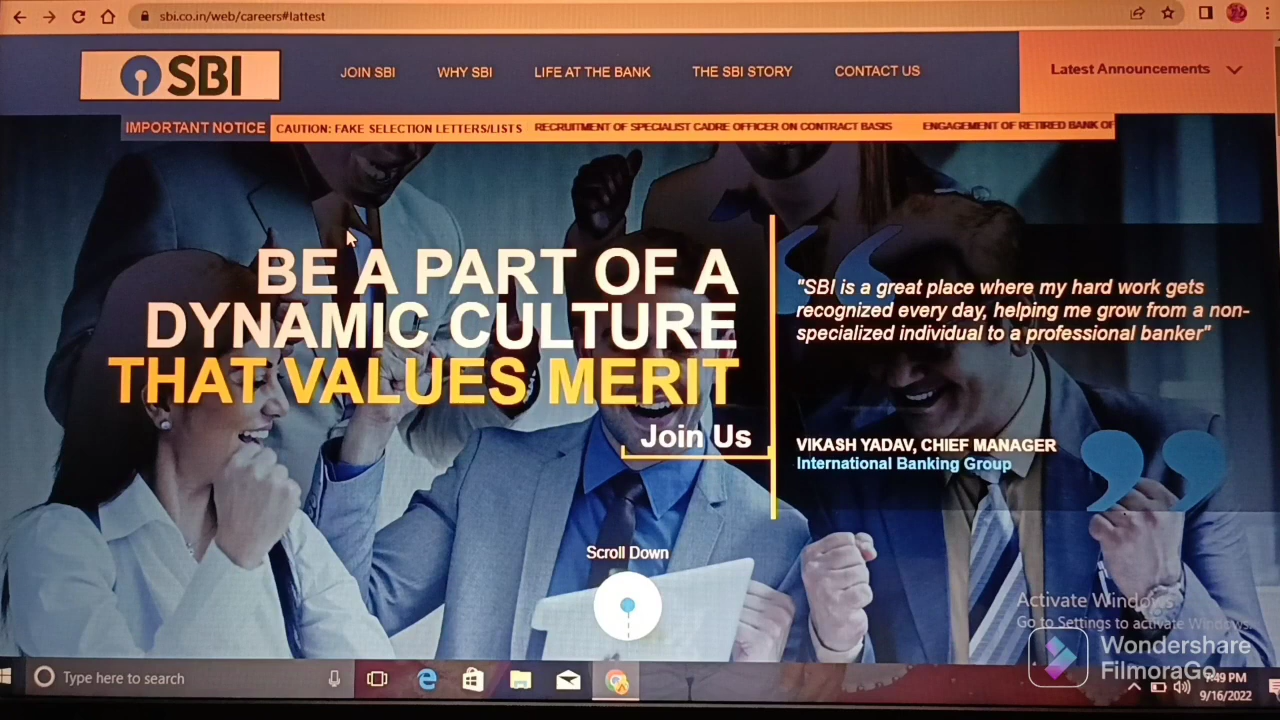 sbi.co.in/web/careers#lattest
SBI
JOIN SBI
WHY SBI
LIFE AT THE BANK
THE SBI STORY
CONTACT US
Latest Announcements
IMPORTANT NOTICE
CAUTION: FAKE SELECTION LETTERS/LISTS
RECRUITMENT OF SPECIALIST CADRE OFFICER ON CONTRACT BASIS
ENGAGEMENT OF RETIRED BANK OF
BE A PART OF A
DYNAMIC CULTURE
THAT VALUES MERIT
Join Us
"SBI is a great place where my hard work gets
recognized every day, helping me grow from a non-
specialized individual to a professional banker"
VIKASH YADAV, CHIEF MANAGER
International Banking Group
Scroll Down
Activate Windows
Go to Settings to activate Windows.
Wondershare
FilmoraGo
Type here to search
7:49 PM
9/16/2022